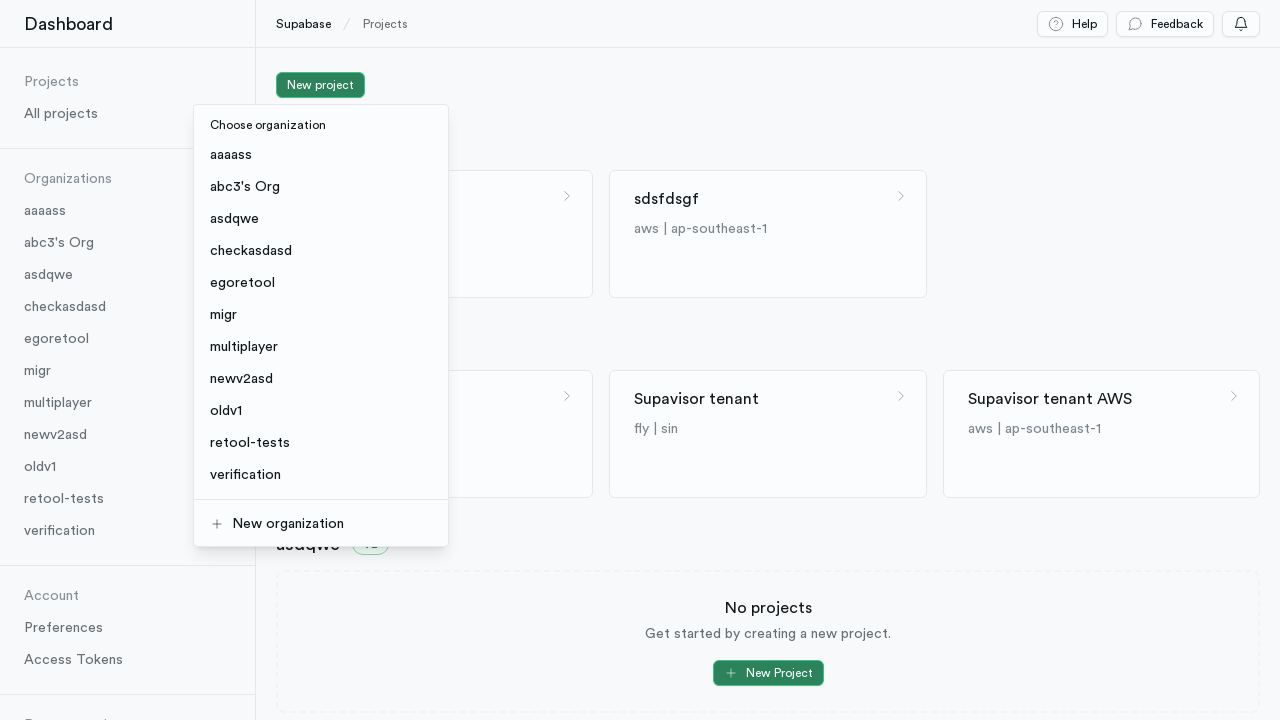 Dashboard
Supabase / Projects
Help
Feedback
Projects
All projects
Organizations
aaaass
abc3's Org
asdqwe
checkasdasd
egoretool
migr
multiplayer
newv2asd
oldv1
retool-tests
verification
Account
Preferences
Access Tokens
New project
Choose organization
aaaass
abc3's Org
asdqwe
checkasdasd
egoretool
migr
multiplayer
newv2asd
oldv1
retool-tests
verification
New organization
sdsfdsgf
aws | ap-southeast-1
Supavisor tenant
fly | sin
Supavisor tenant AWS
aws | ap-southeast-1
asdqwe
No projects
Get started by creating a new project.
New Project